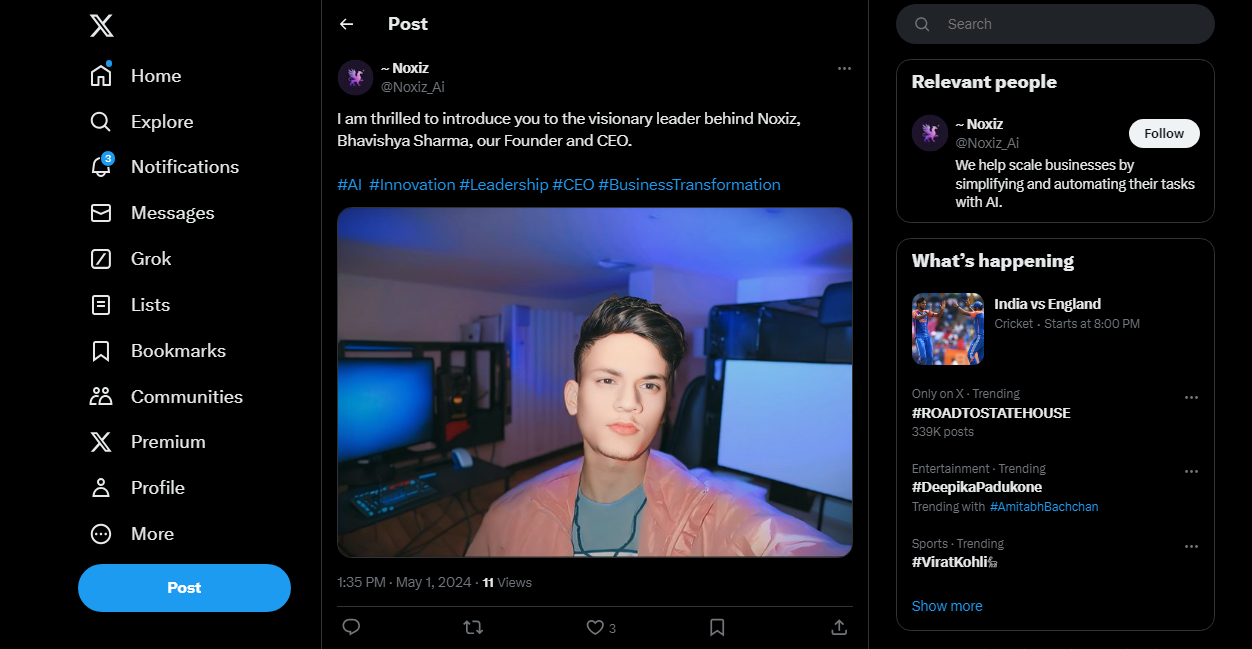 Home
Explore
3
Notifications
Messages
Grok
Lists
Bookmarks
Communities
Premium
Profile
More
Post
Post
~ Noxiz
@Noxiz_Ai
I am thrilled to introduce you to the visionary leader behind Noxiz,
Bhavishya Sharma, our Founder and CEO.
#AI #Innovation #Leadership #CEO #BusinessTransformation
1:35 PM · May 1, 2024 · 11 Views
3
Search
Relevant people
~ Noxiz
@Noxiz_Ai
Follow
We help scale businesses by
simplifying and automating their tasks
with AI.
What's happening
India vs England
Cricket · Starts at 8:00 PM
Only on X · Trending
#ROADTOSTATEHOUSE
339K posts
Entertainment · Trending
#DeepikaPadukone
Trending with #AmitabhBachchan
Sports · Trending
#ViratKohli
Show more